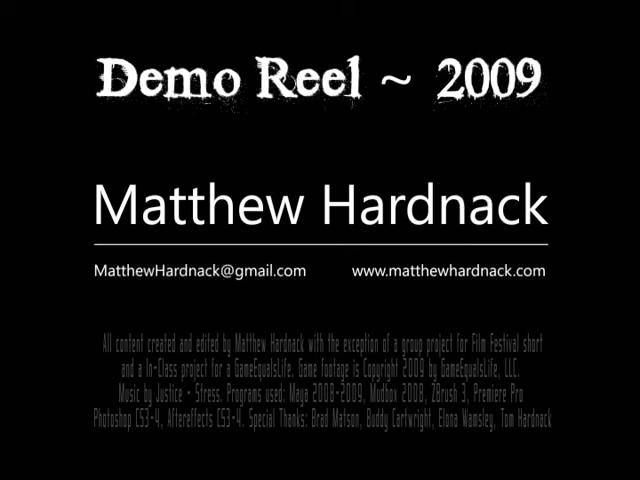 Demo Reel ~ 2009
Matthew Hardnack
MatthewHardnack@gmail.com www.matthewhardnack.com
All content created and edited by Matthew Hardnack with the exception of a group project for Film Festival short
and a In-Class project for a GameEqualsLife. Game footage is Copyright 2009 by GameEqualsLife, LLC.
Music by Justice - Stress. Programs used: Maya 2008-2009, Mudbox 2008, ZBrush 3, Premiere Pro
Photoshop CS3-4, Aftereffects CS3-4. Special Thanks: Brad Matson, Buddy Cartwright, Elona Wamsley, Tom Hardnack